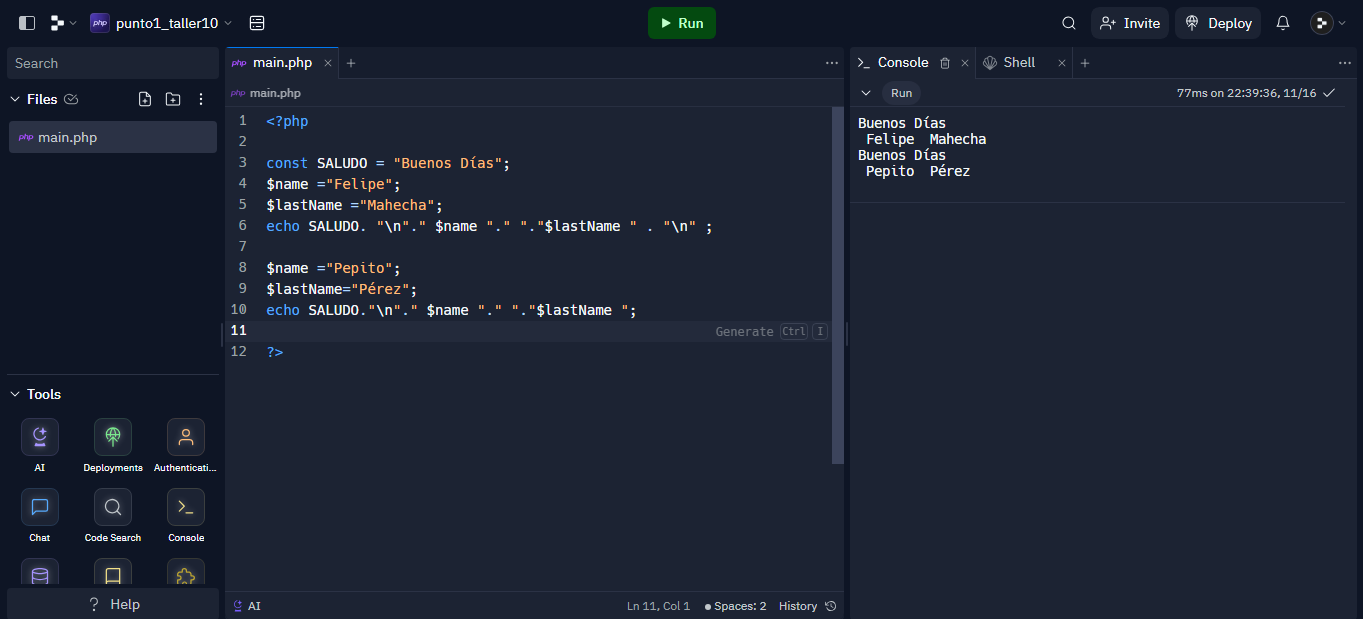 php punto1_taller10
Run
Invite
Deploy
Search
Files
php main.php
php main.php
php main.php
1 <?php
2
3 const SALUDO = "Buenos Días";
4 $name ="Felipe";
5 $lastName ="Mahecha";
6 echo SALUDO. "\n"." $name "." "."$lastName " . "\n" ;
7
8 $name ="Pepito";
9 $lastName="Pérez";
10 echo SALUDO."\n"." $name "." "."$lastName ";
11 Generate Ctrl I
12 ?>
AI
Ln 11, Col 1
Spaces: 2
History
Console
Shell
Run
77ms on 22:39:36, 11/16
Buenos Días
Felipe  Mahecha
Buenos Días
Pepito  Pérez
Tools
AI
Deployments
Authenticati...
Chat
Code Search
Console
? Help